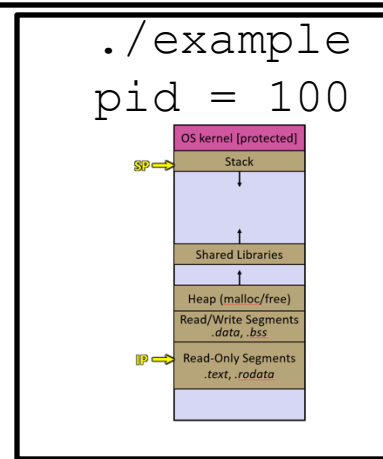 ./example
pid = 100
OS kernel [protected]
SP
Stack
Shared Libraries
Heap (malloc/free)
Read/Write Segments
.data, .bss
IP
Read-Only Segments
.text, .rodata